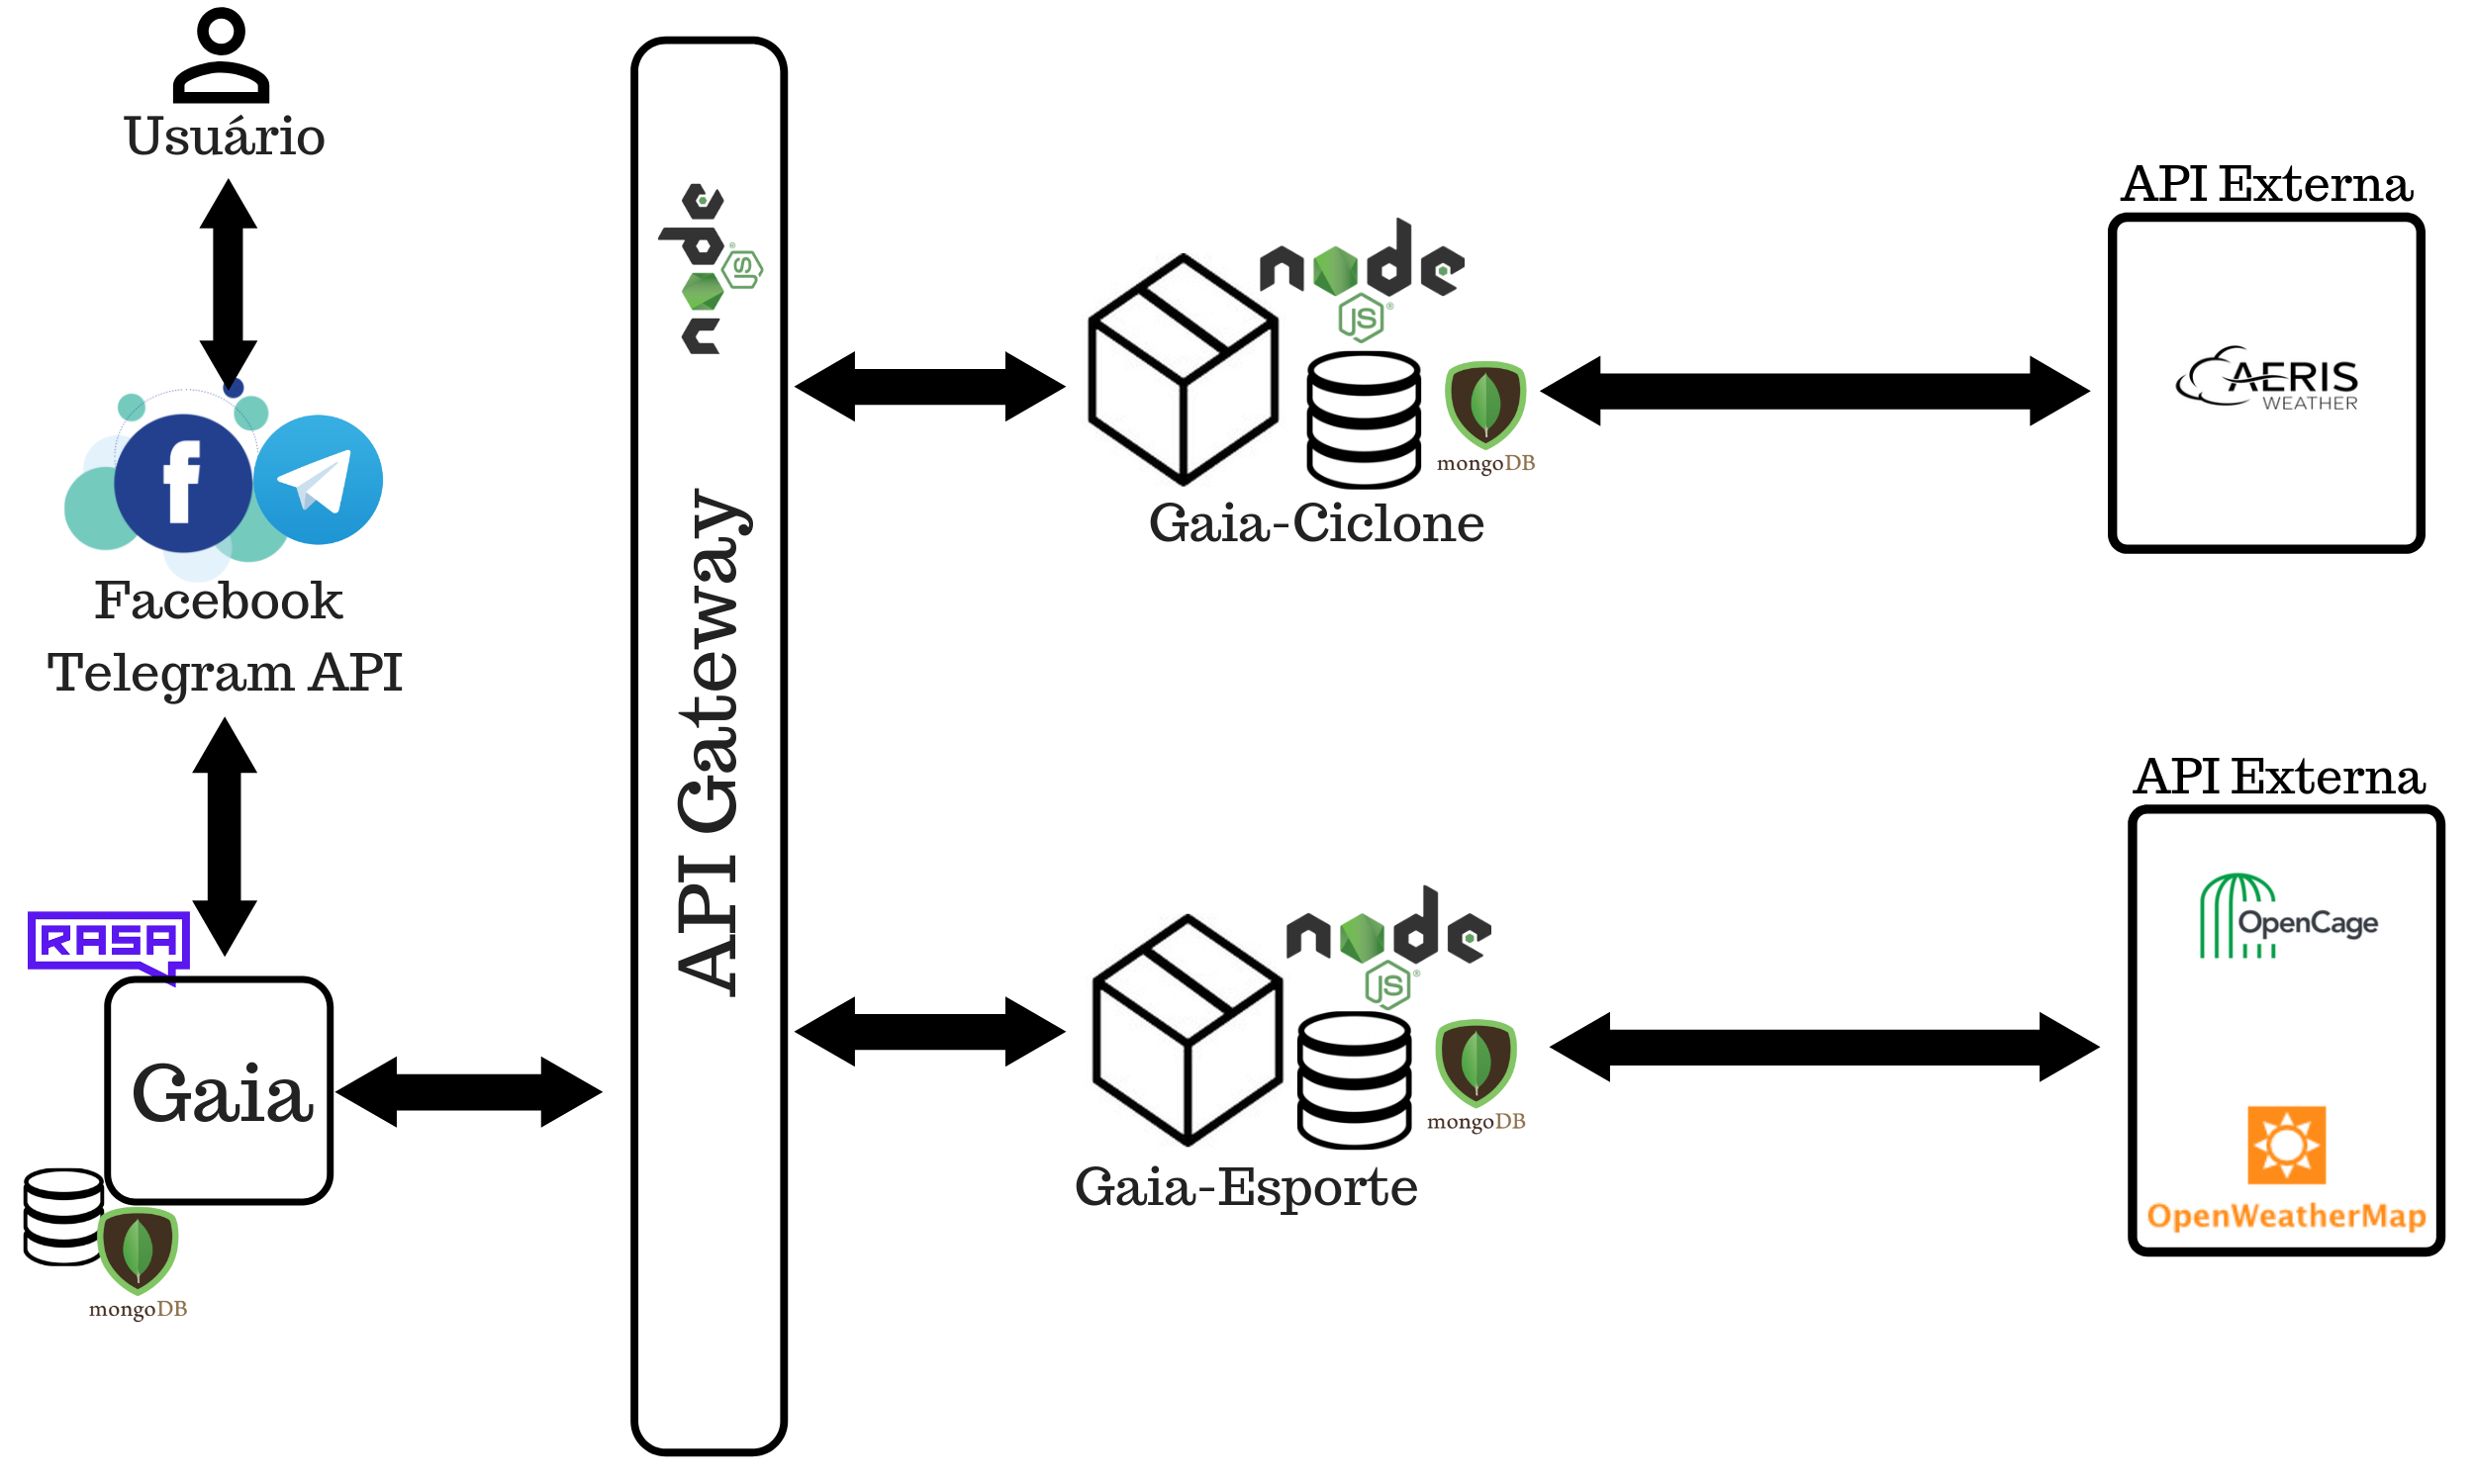 Usuário
f
Facebook
Telegram API
RASA
Gaia
mongoDB
node
JS
API Gateway
node
JS
mongoDB
Gaia-Ciclone
API Externa
AERIS
WEATHER
node
JS
mongoDB
Gaia-Esporte
API Externa
OpenCage
OpenWeatherMap